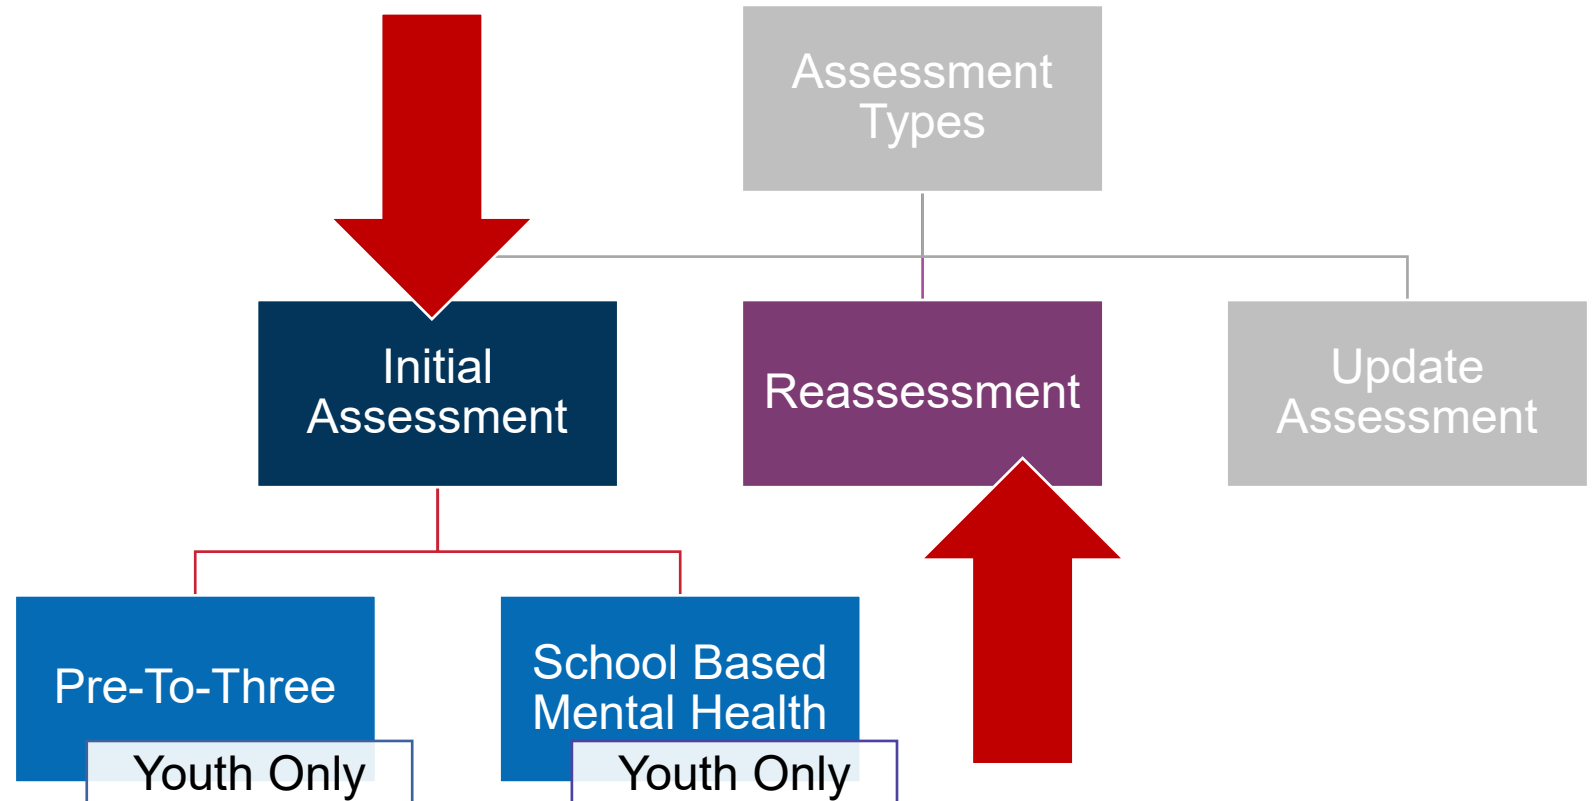 Assessment
Types
Initial
Assessment
Reassessment
Update
Assessment
Pre-To-Three
Youth Only
School Based
Mental Health
Youth Only